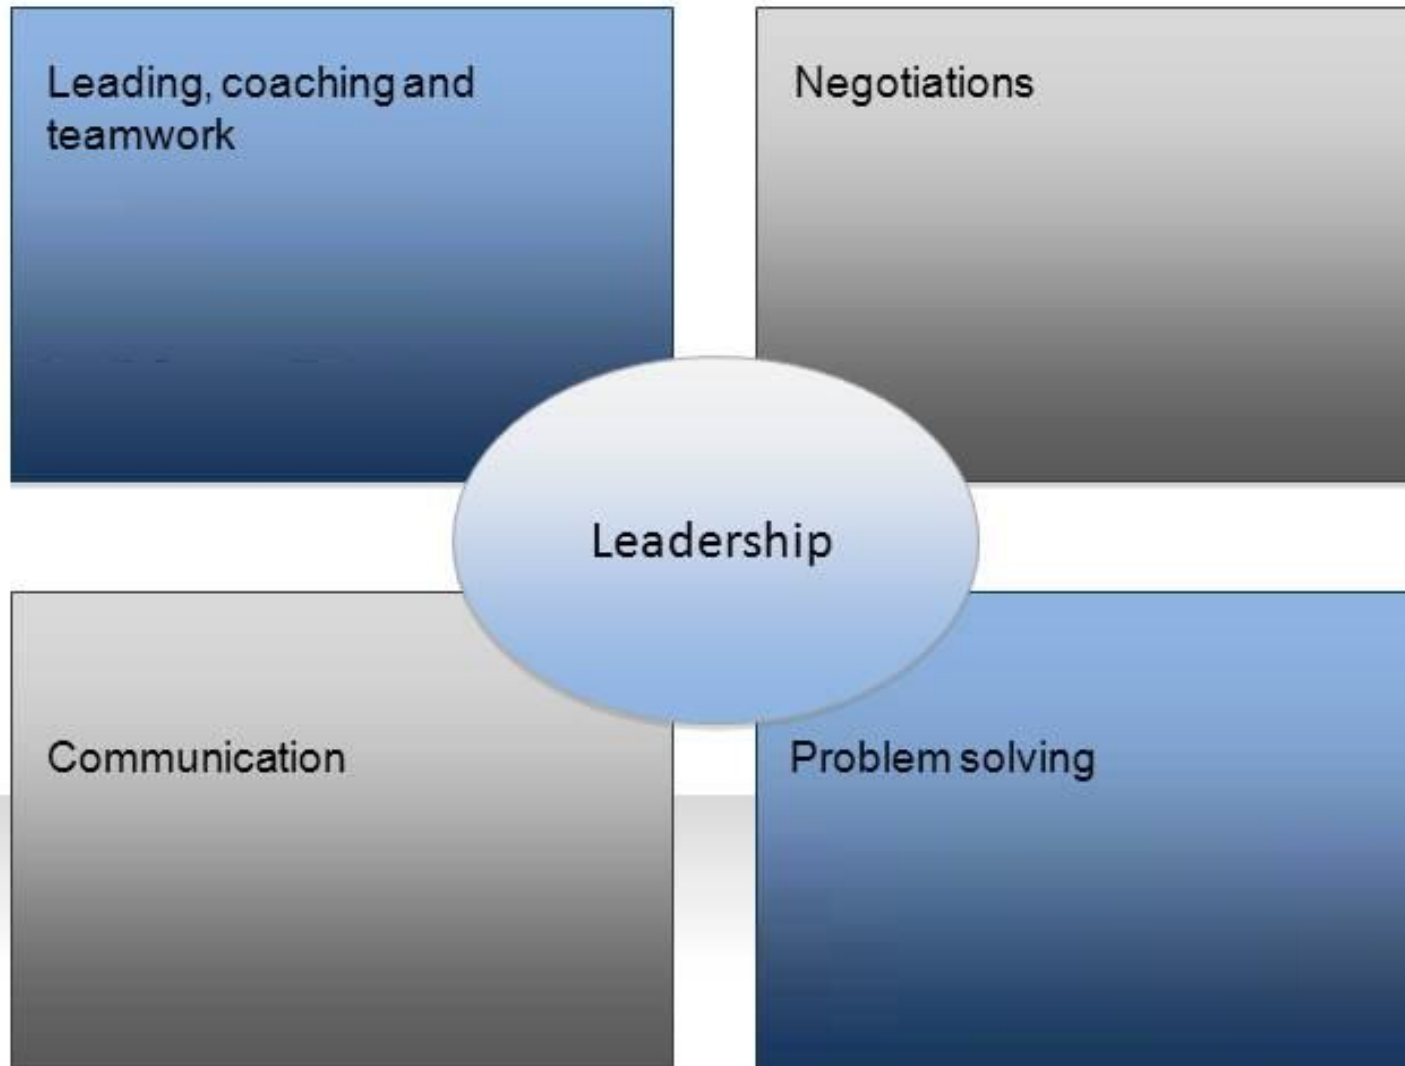 Leading, coaching and
teamwork
Negotiations
Leadership
Communication
Problem solving